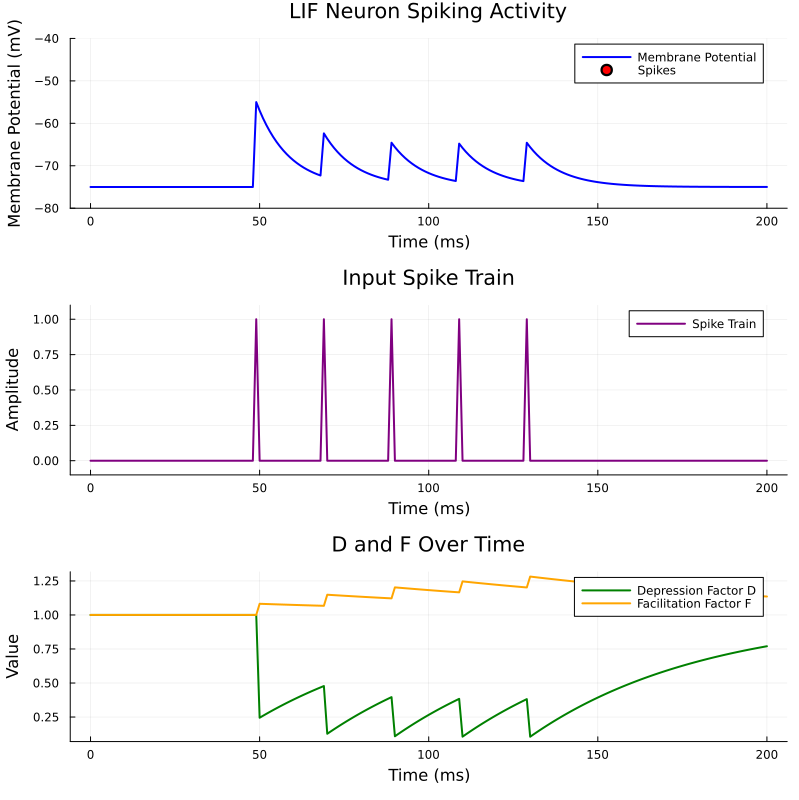 LIF Neuron Spiking Activity
Membrane Potential (mV)
−40
−50
−60
−70
−80
Membrane Potential
Spikes
0 50 100 150 200
Time (ms)
Input Spike Train
Amplitude
1.00
0.75
0.50
0.25
0.00
Spike Train
0 50 100 150 200
Time (ms)
D and F Over Time
Value
1.25
1.00
0.75
0.50
0.25
Depression Factor D
Facilitation Factor F
0 50 100 150 200
Time (ms)